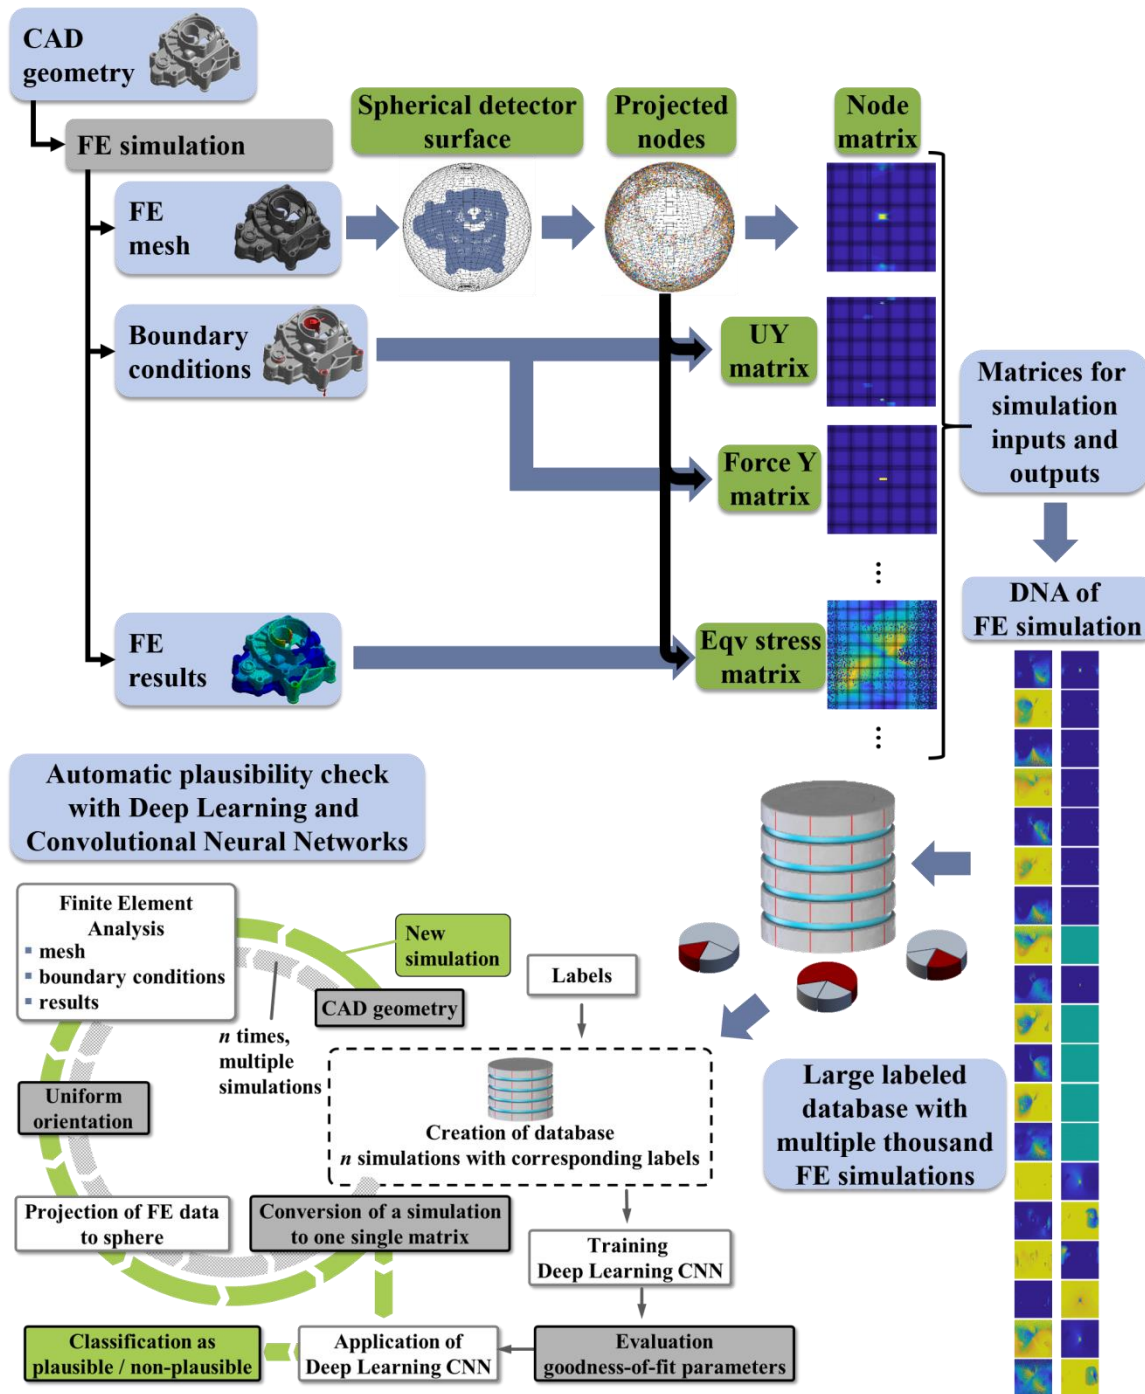 CAD
geometry
FE simulation
Spherical detector
surface
Projected
nodes
Node
matrix
FE
mesh
Boundary
conditions
UY
matrix
Force Y
matrix
Matrices for
simulation
inputs and
outputs
DNA of
FE simulation
FE
results
Eqv stress
matrix
Automatic plausibility check
with Deep Learning and
Convolutional Neural Networks
Finite Element
Analysis
▪ mesh
▪ boundary conditions
▪ results
New
simulation
CAD geometry
n times,
multiple
simulations
Labels
Uniform
orientation
Creation of database
n simulations with corresponding labels
Large labeled
database with
multiple thousand
FE simulations
Projection of FE data
to sphere
Conversion of a simulation
to one single matrix
Training
Deep Learning CNN
Classification as
plausible / non-plausible
Application of
Deep Learning CNN
Evaluation
goodness-of-fit parameters